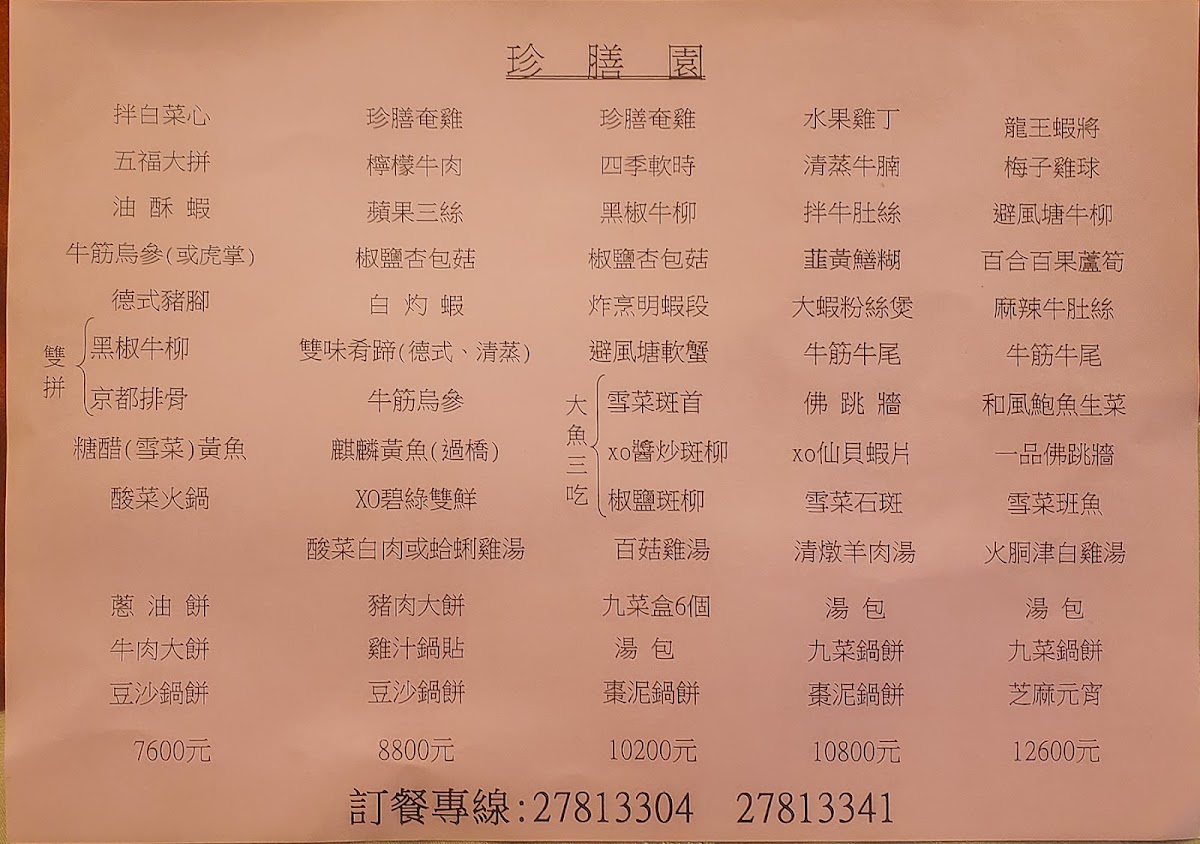 珍膳園
拌白菜心
五福大拼
油酥蝦
牛筋烏參(或虎掌)
德式豬腳
雙拼
黑椒牛柳
京都排骨
糖醋(雪菜)黃魚
酸菜火鍋
蔥油餅
牛肉大餅
豆沙鍋餅
7600元
珍膳奄雞
檸檬牛肉
蘋果三絲
椒鹽杏包菇
白灼蝦
雙味肴蹄(德式、清蒸)
牛筋烏參
麒麟黃魚(過橋)
XO碧綠雙鮮
酸菜白肉或蛤蜊雞湯
豬肉大餅
雞汁鍋貼
豆沙鍋餅
8800元
珍膳奄雞
四季軟時
黑椒牛柳
椒鹽杏包菇
炸烹明蝦段
避風塘軟蟹
大魚三吃
雪菜斑首
xo醬炒斑柳
椒鹽斑柳
百菇雞湯
九菜盒6個
湯包
棗泥鍋餅
10200元
水果雞丁
清蒸牛腩
拌牛肚絲
韮黃鱔糊
大蝦粉絲煲
牛筋牛尾
佛跳牆
xo仙貝蝦片
雪菜石斑
清燉羊肉湯
湯包
九菜鍋餅
棗泥鍋餅
10800元
龍王蝦將
梅子雞球
避風塘牛柳
百合百果蘆筍
麻辣牛肚絲
牛筋牛尾
和風鮑魚生菜
一品佛跳牆
雪菜班魚
火胴津白雞湯
湯包
九菜鍋餅
芝麻元宵
12600元
訂餐專線:27813304 27813341